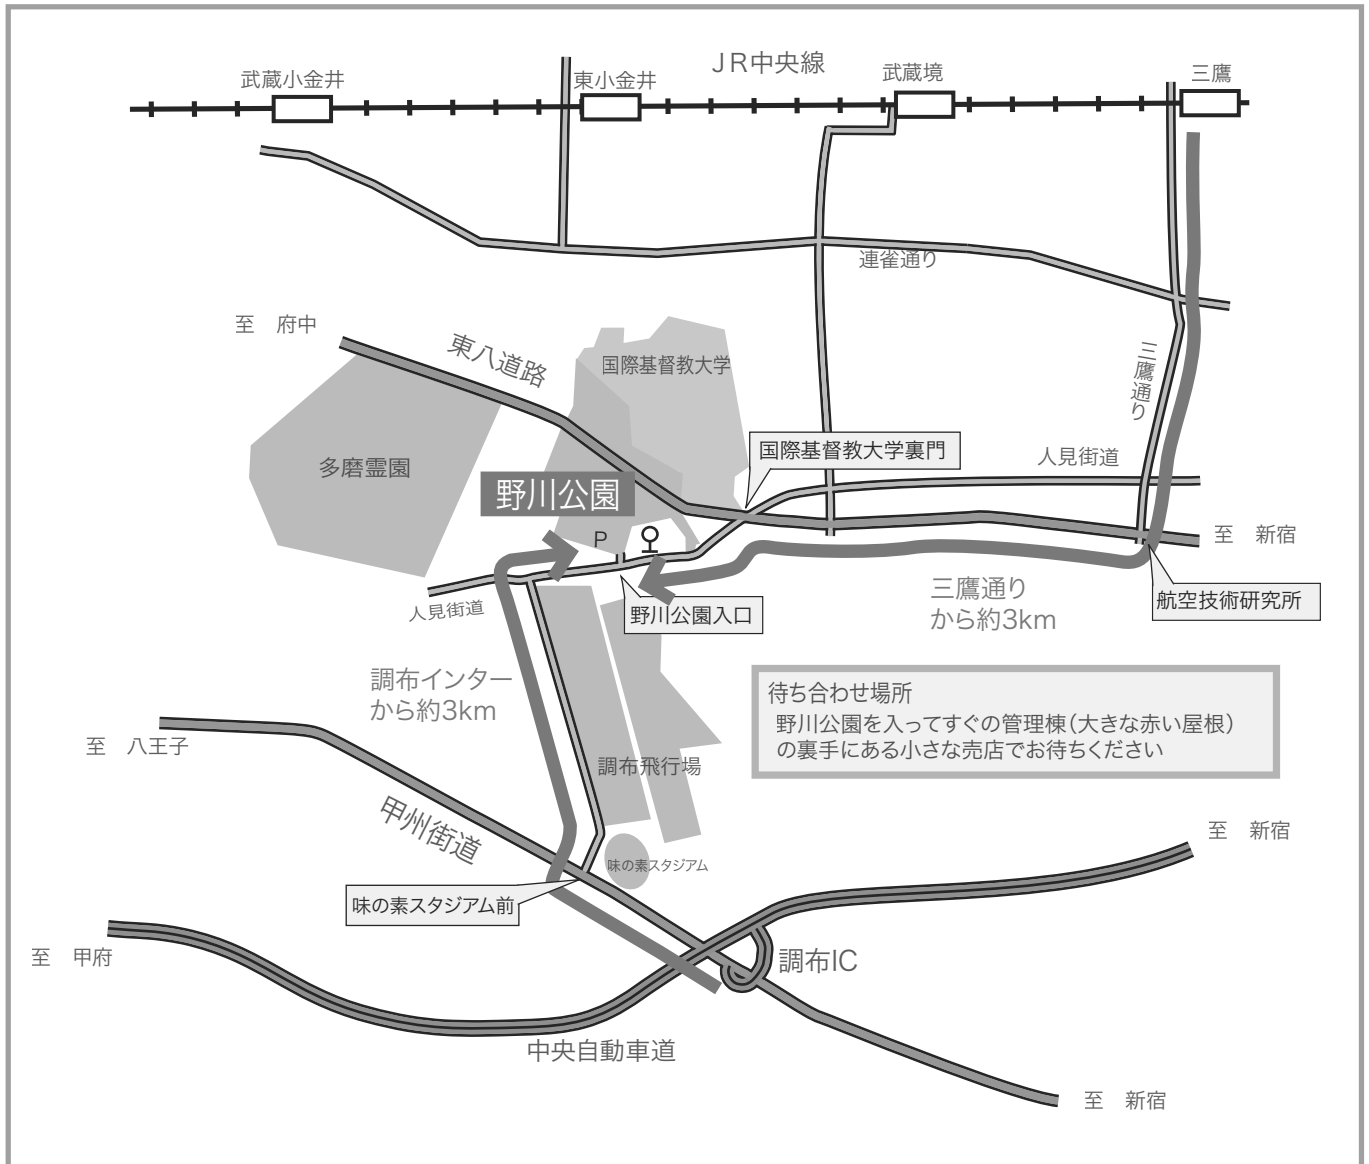 JR中央線
武蔵小金井
東小金井
武蔵境
三鷹
連雀通り
至　府中
東八道路
国際基督教大学
三鷹通り
多磨霊園
国際基督教大学裏門
人見街道
野川公園
P
至　新宿
人見街道
野川公園入口
三鷹通り
から約3km
航空技術研究所
調布インター
から約3km
待ち合わせ場所
野川公園を入ってすぐの管理棟（大きな赤い屋根）
の裏手にある小さな売店でお待ちください
至　八王子
調布飛行場
甲州街道
至　新宿
味の素スタジアム
味の素スタジアム前
至　甲府
調布IC
中央自動車道
至　新宿